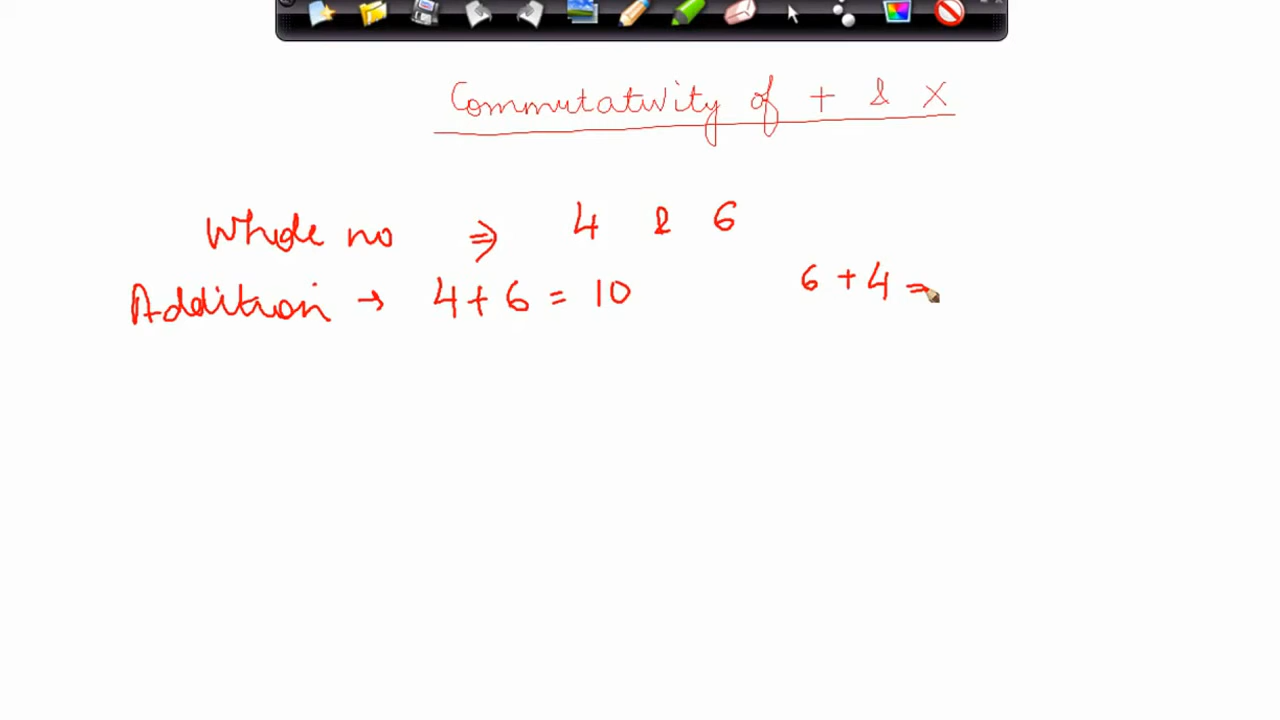 Commutativity of + & X
Whole no ⇒ 4 & 6
Addition → 4 + 6 = 10 6 + 4 =